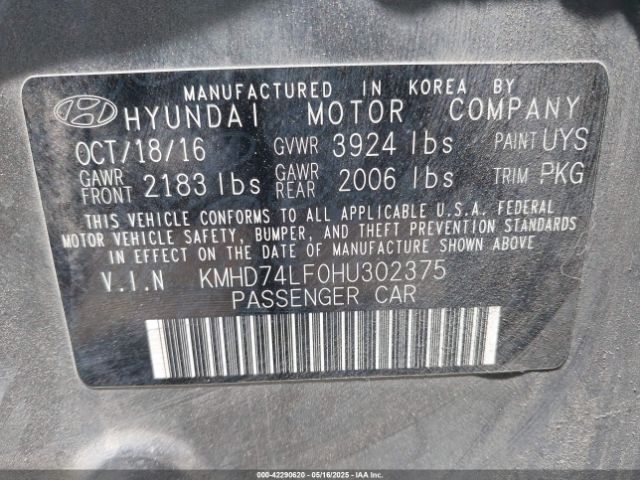 MANUFACTURED IN KOREA BY
HYUNDAI MOTOR COMPANY
OCT/18/16 GVWR 3924 lbs PAINT UYS
GAWR FRONT 2183 lbs GAWR REAR 2006 lbs TRIM PKG
THIS VEHICLE CONFORMS TO ALL APPLICABLE U.S.A. FEDERAL
MOTOR VEHICLE SAFETY, BUMPER, AND THEFT PREVENTION STANDARDS
IN EFFECT ON THE DATE OF MANUFACTURE SHOWN ABOVE.
V.I.N KMHD74LF0HU302375
PASSENGER CAR
000-42290620 - 05/16/2025 - IAAI.COM